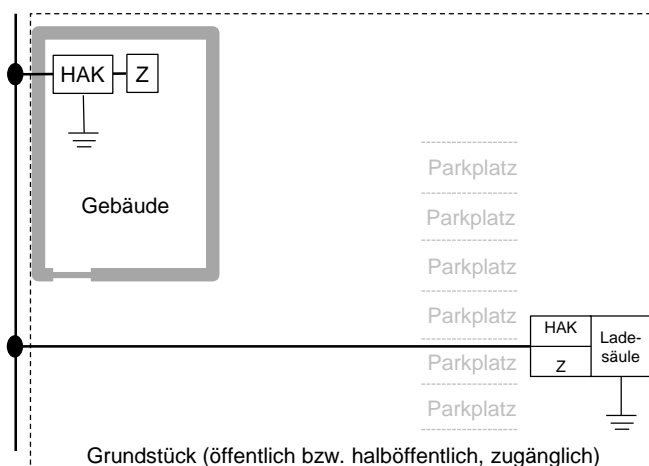 HAK Z
Gebäude
Parkplatz
Parkplatz
Parkplatz
Parkplatz
Parkplatz
Parkplatz
HAK
Z
Lade-
säule
Grundstück (öffentlich bzw. halböffentlich, zugänglich)